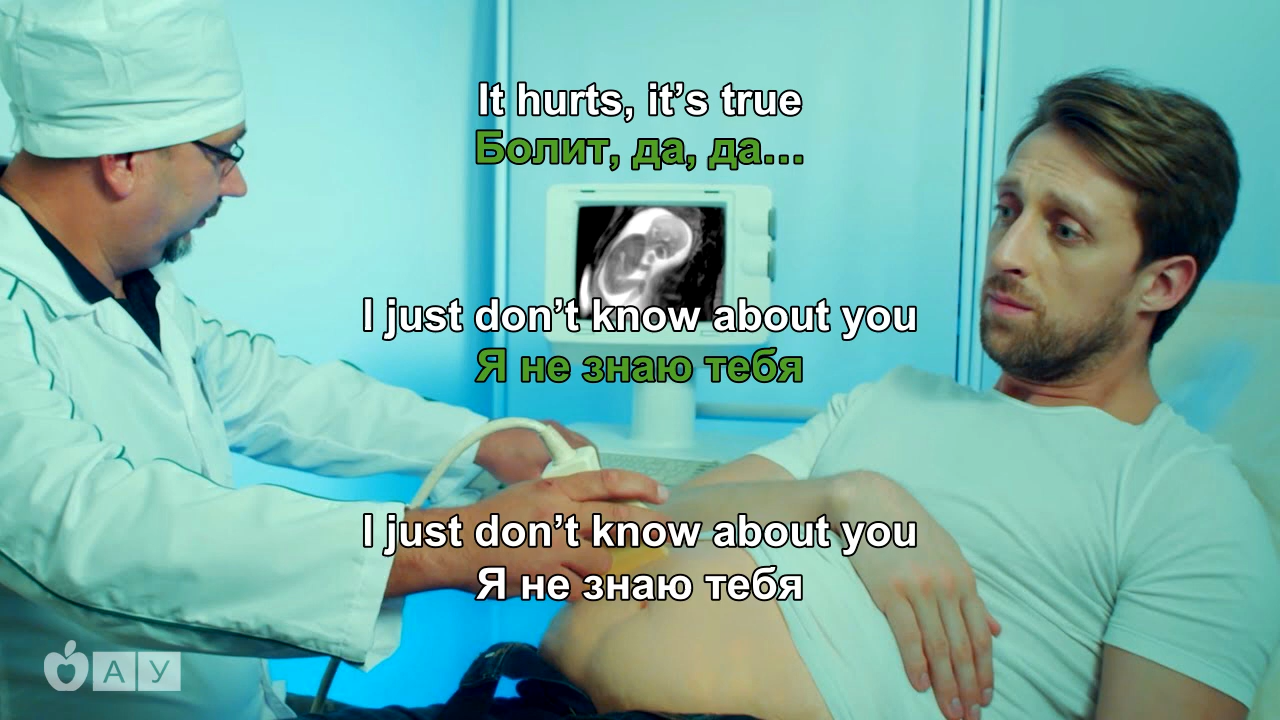 It hurts, it’s true
Болит, да, да...
I just don’t know about you
Я не знаю тебя
I just don’t know about you
Я не знаю тебя
АУ